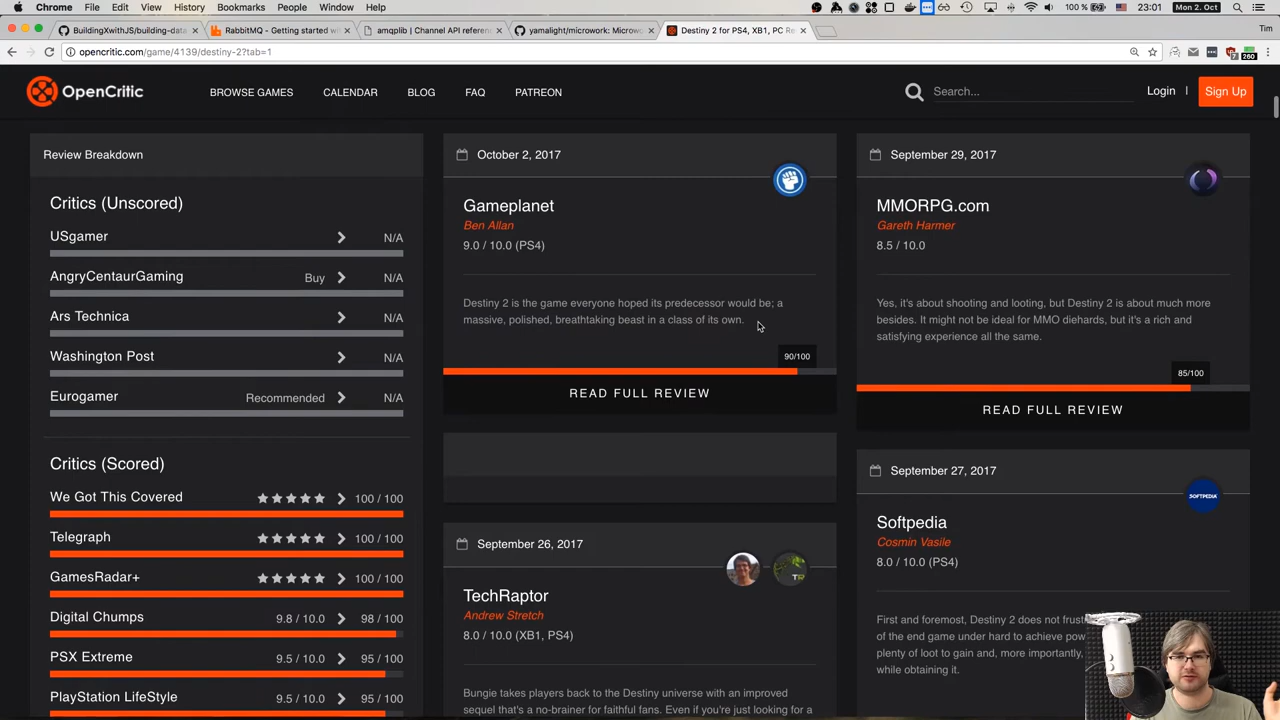 Chrome File Edit View History Bookmarks People Window Help
100 % 23:01 Mon 2. Oct
BuildingXwithJS/building-data RabbitMQ - Getting started wi amqplib | Channel API referen yamalight/microwork: Microwo Destiny 2 for PS4, XB1, PC Re Tim
opencritic.com/game/4139/destiny-2?tab=1
7 260
OpenCritic BROWSE GAMES CALENDAR BLOG FAQ PATREON Search... Login | Sign Up
Review Breakdown
Critics (Unscored)
USgamer N/A
AngryCentaurGaming Buy N/A
Ars Technica N/A
Washington Post N/A
Eurogamer Recommended N/A
Critics (Scored)
We Got This Covered 100 / 100
Telegraph 100 / 100
GamesRadar+ 100 / 100
Digital Chumps 9.8 / 10.0 98 / 100
PSX Extreme 9.5 / 10.0 95 / 100
PlayStation LifeStyle 9.5 / 10.0 95 / 100
October 2, 2017
Gameplanet
Ben Allan
9.0 / 10.0 (PS4)
Destiny 2 is the game everyone hoped its predecessor would be; a
massive, polished, breathtaking beast in a class of its own.
90/100
READ FULL REVIEW
September 26, 2017
TechRaptor
TR
Andrew Stretch
8.0 / 10.0 (XB1, PS4)
Bungie takes players back to the Destiny universe with an improved
sequel that's a no-brainer for faithful fans. Even if you're just looking for a
September 29, 2017
MMORPG.com
Gareth Harmer
8.5 / 10.0
Yes, it's about shooting and looting, but Destiny 2 is about much more
besides. It might not be ideal for MMO diehards, but it's a rich and
satisfying experience all the same.
85/100
READ FULL REVIEW
September 27, 2017
SOFTPEDIA
Softpedia
Cosmin Vasile
8.0 / 10.0 (PS4)
First and foremost, Destiny 2 does not frust
of the end game under hard to achieve pow
plenty of loot to gain and, more importantly,
while obtaining it.